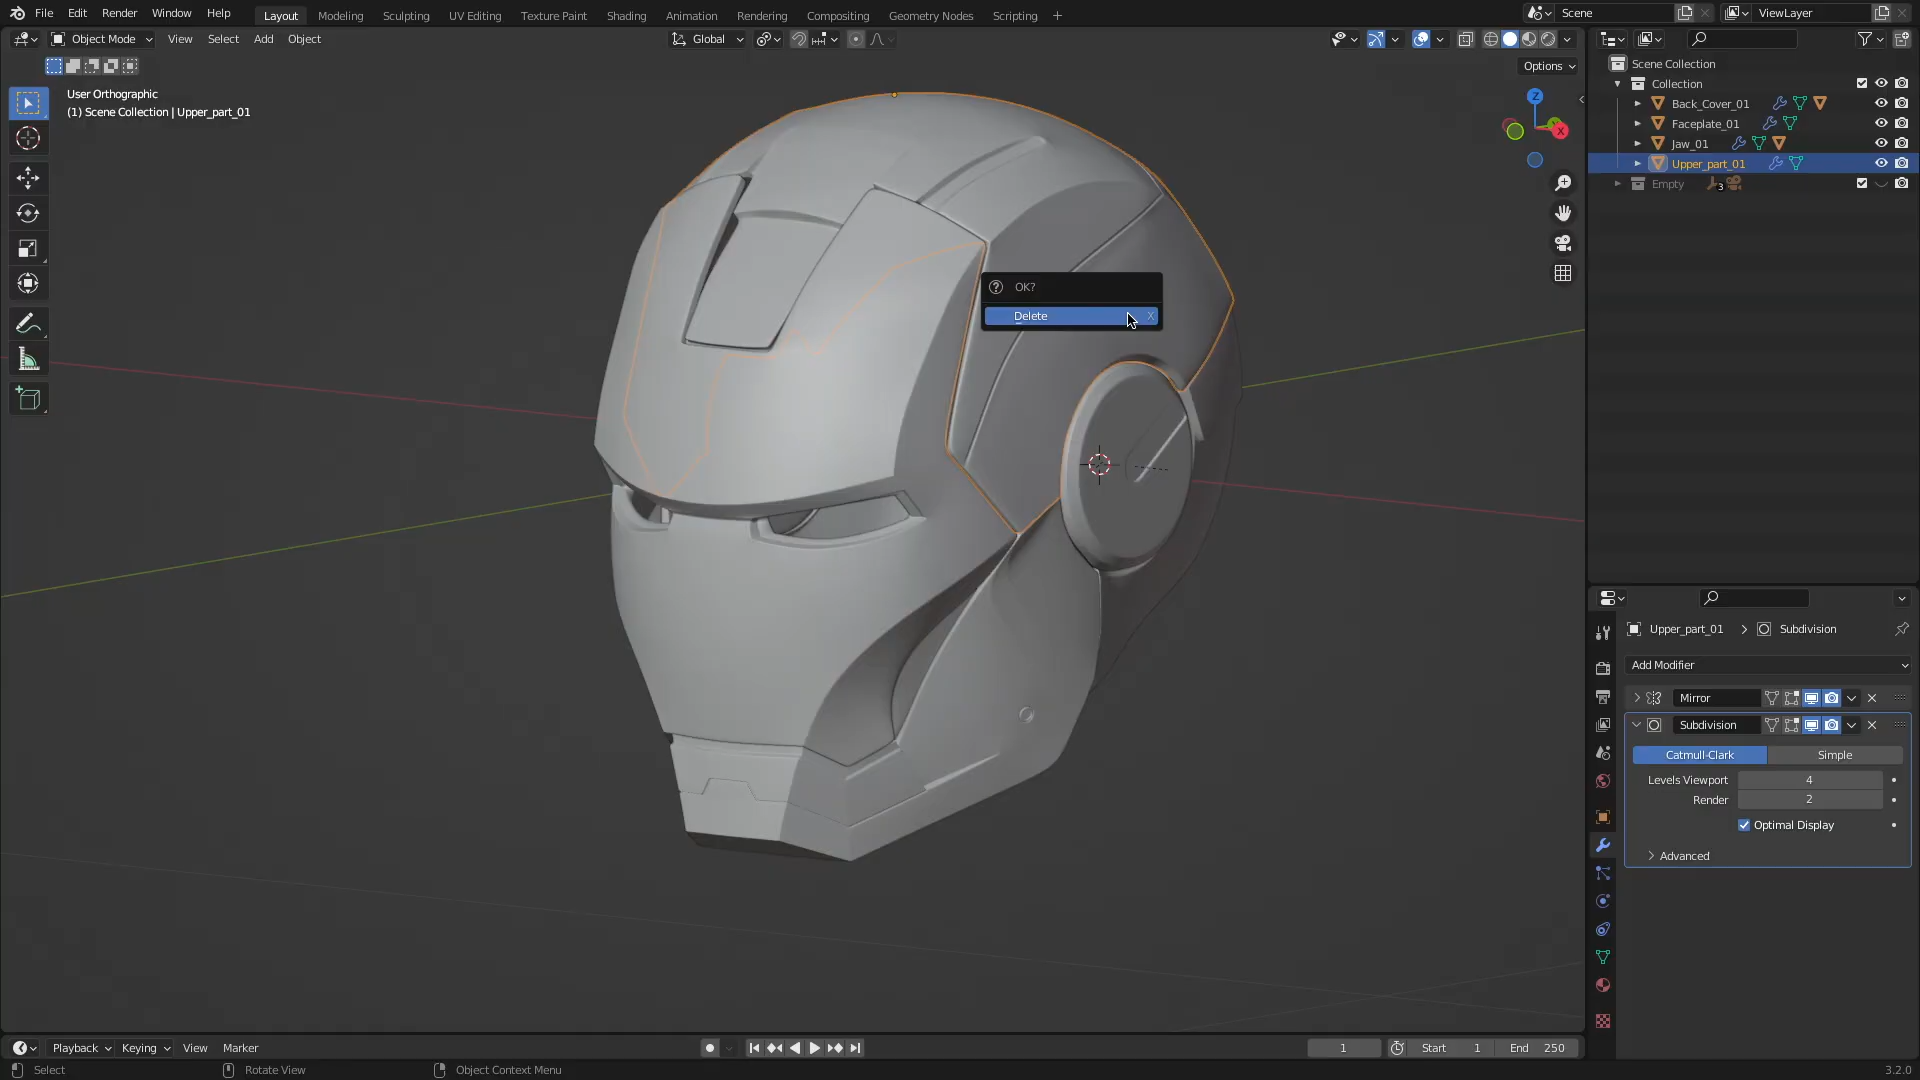 File Edit Render Window Help Layout Modeling Sculpting UV Editing Texture Paint Shading Animation Rendering Compositing Geometry Nodes Scripting + Scene ViewLayer
Object Mode View Select Add Object Global
Options
User Orthographic
(1) Scene Collection | Upper_part_01
Z
X
OK?
Delete X
Scene Collection
Collection
Back_Cover_01
Faceplate_01
Jaw_01
Upper_part_01
Empty 3
Upper_part_01 > Subdivision
Add Modifier
Mirror
Subdivision
Catmull-Clark Simple
Levels Viewport 4
Render 2
Optimal Display
Advanced
Playback Keying View Marker 1 Start 1 End 250
Select Rotate View Object Context Menu 3.2.0